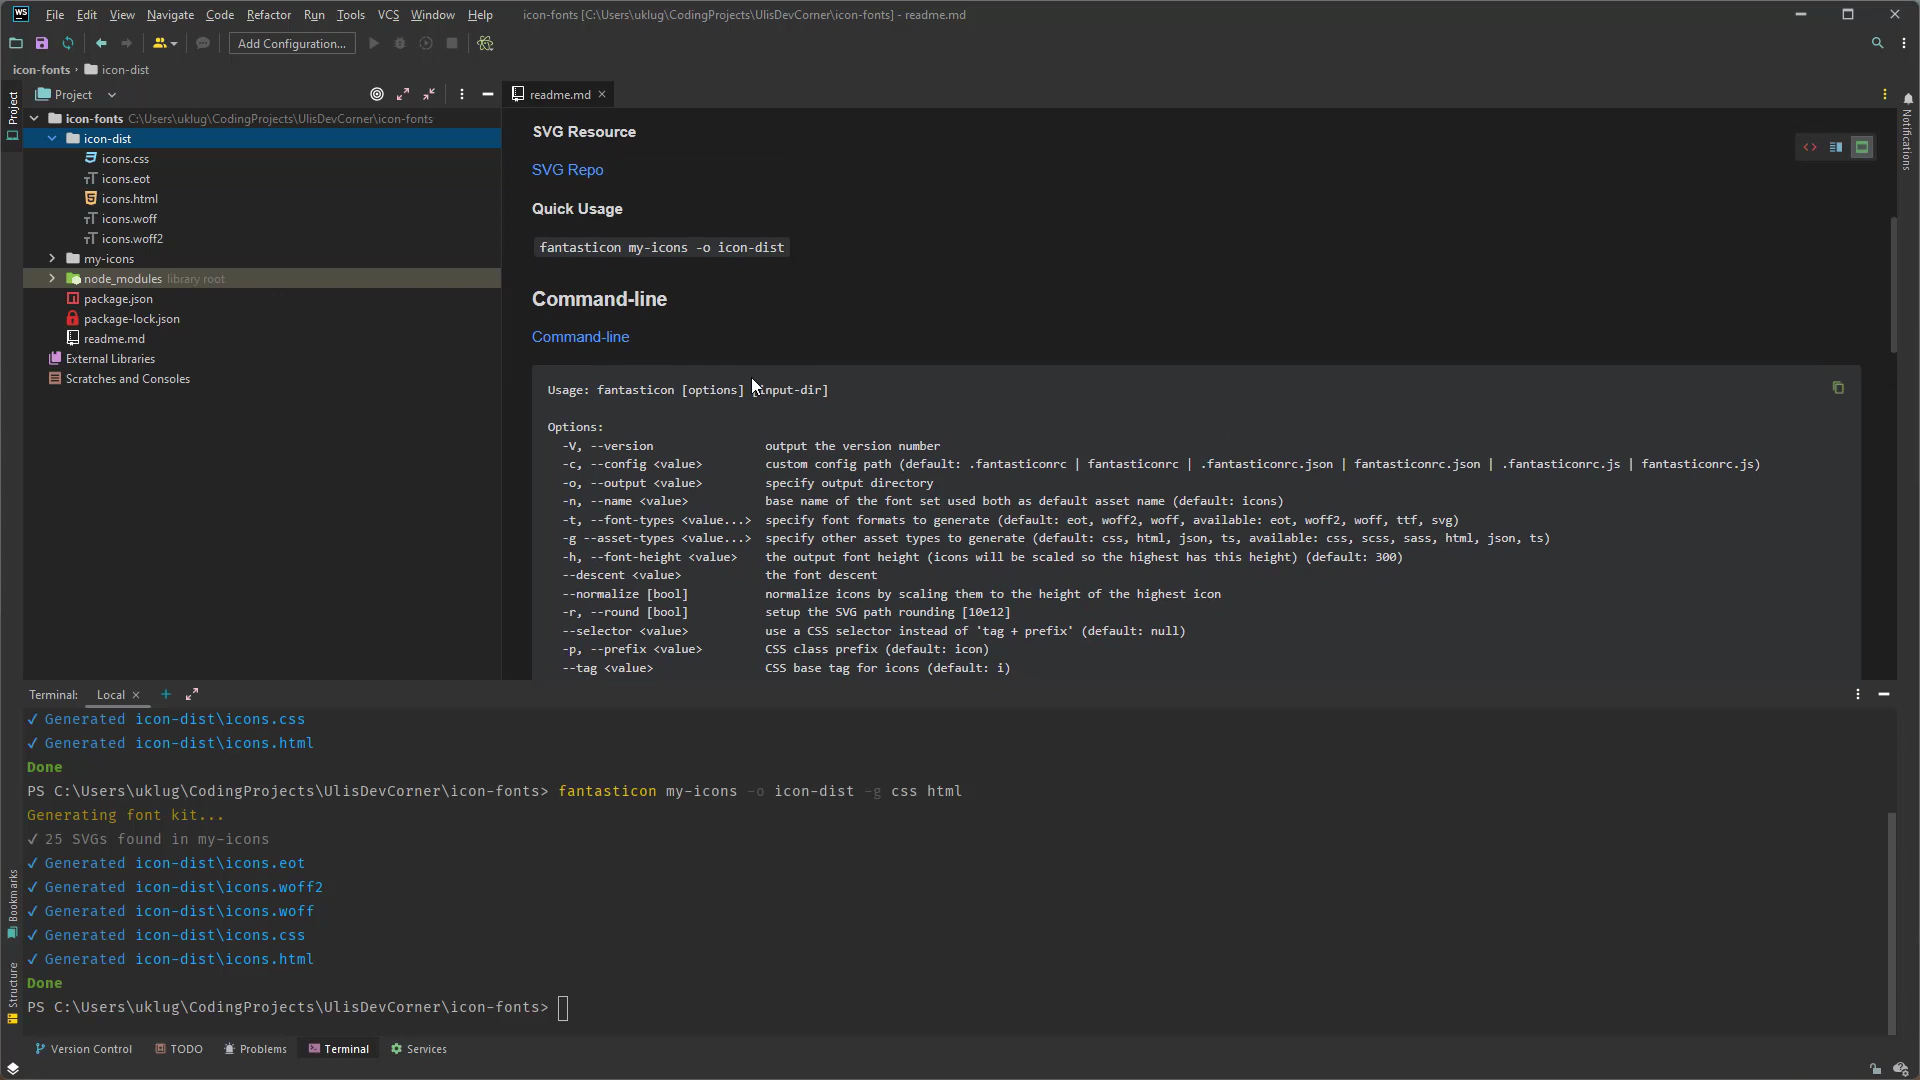 WS File Edit View Navigate Code Refactor Run Tools VCS Window Help icon-fonts [C:\Users\uklug\CodingProjects\UlisDevCorner\icon-fonts] - readme.md
Add Configuration...
icon-fonts › icon-dist
Project
Project
readme.md
icon-fonts C:\Users\uklug\CodingProjects\UlisDevCorner\icon-fonts
icon-dist
icons.css
icons.eot
icons.html
icons.woff
icons.woff2
my-icons
node_modules library root
package.json
package-lock.json
readme.md
External Libraries
Scratches and Consoles
Notifications
SVG Resource
SVG Repo
Quick Usage
fantasticon my-icons -o icon-dist
Command-line
Command-line
Usage: fantasticon [options] [input-dir]
Options:
-V, --version output the version number
-c, --config <value> custom config path (default: .fantasticonrc | fantasticonrc | .fantasticonrc.json | fantasticonrc.json | .fantasticonrc.js | fantasticonrc.js)
-o, --output <value> specify output directory
-n, --name <value> base name of the font set used both as default asset name (default: icons)
-t, --font-types <value...> specify font formats to generate (default: eot, woff2, woff, available: eot, woff2, woff, ttf, svg)
-g --asset-types <value...> specify other asset types to generate (default: css, html, json, ts, available: css, scss, sass, html, json, ts)
-h, --font-height <value> the output font height (icons will be scaled so the highest has this height) (default: 300)
--descent <value> the font descent
--normalize [bool] normalize icons by scaling them to the height of the highest icon
-r, --round [bool] setup the SVG path rounding [10e12]
--selector <value> use a CSS selector instead of 'tag + prefix' (default: null)
-p, --prefix <value> CSS class prefix (default: icon)
--tag <value> CSS base tag for icons (default: i)
Terminal: Local
✓ Generated icon-dist\icons.css
✓ Generated icon-dist\icons.html
Done
PS C:\Users\uklug\CodingProjects\UlisDevCorner\icon-fonts> fantasticon my-icons -o icon-dist -g css html
Generating font kit...
✓ 25 SVGs found in my-icons
✓ Generated icon-dist\icons.eot
✓ Generated icon-dist\icons.woff2
✓ Generated icon-dist\icons.woff
✓ Generated icon-dist\icons.css
✓ Generated icon-dist\icons.html
Done
PS C:\Users\uklug\CodingProjects\UlisDevCorner\icon-fonts>
Bookmarks
Structure
Version Control TODO Problems Terminal Services